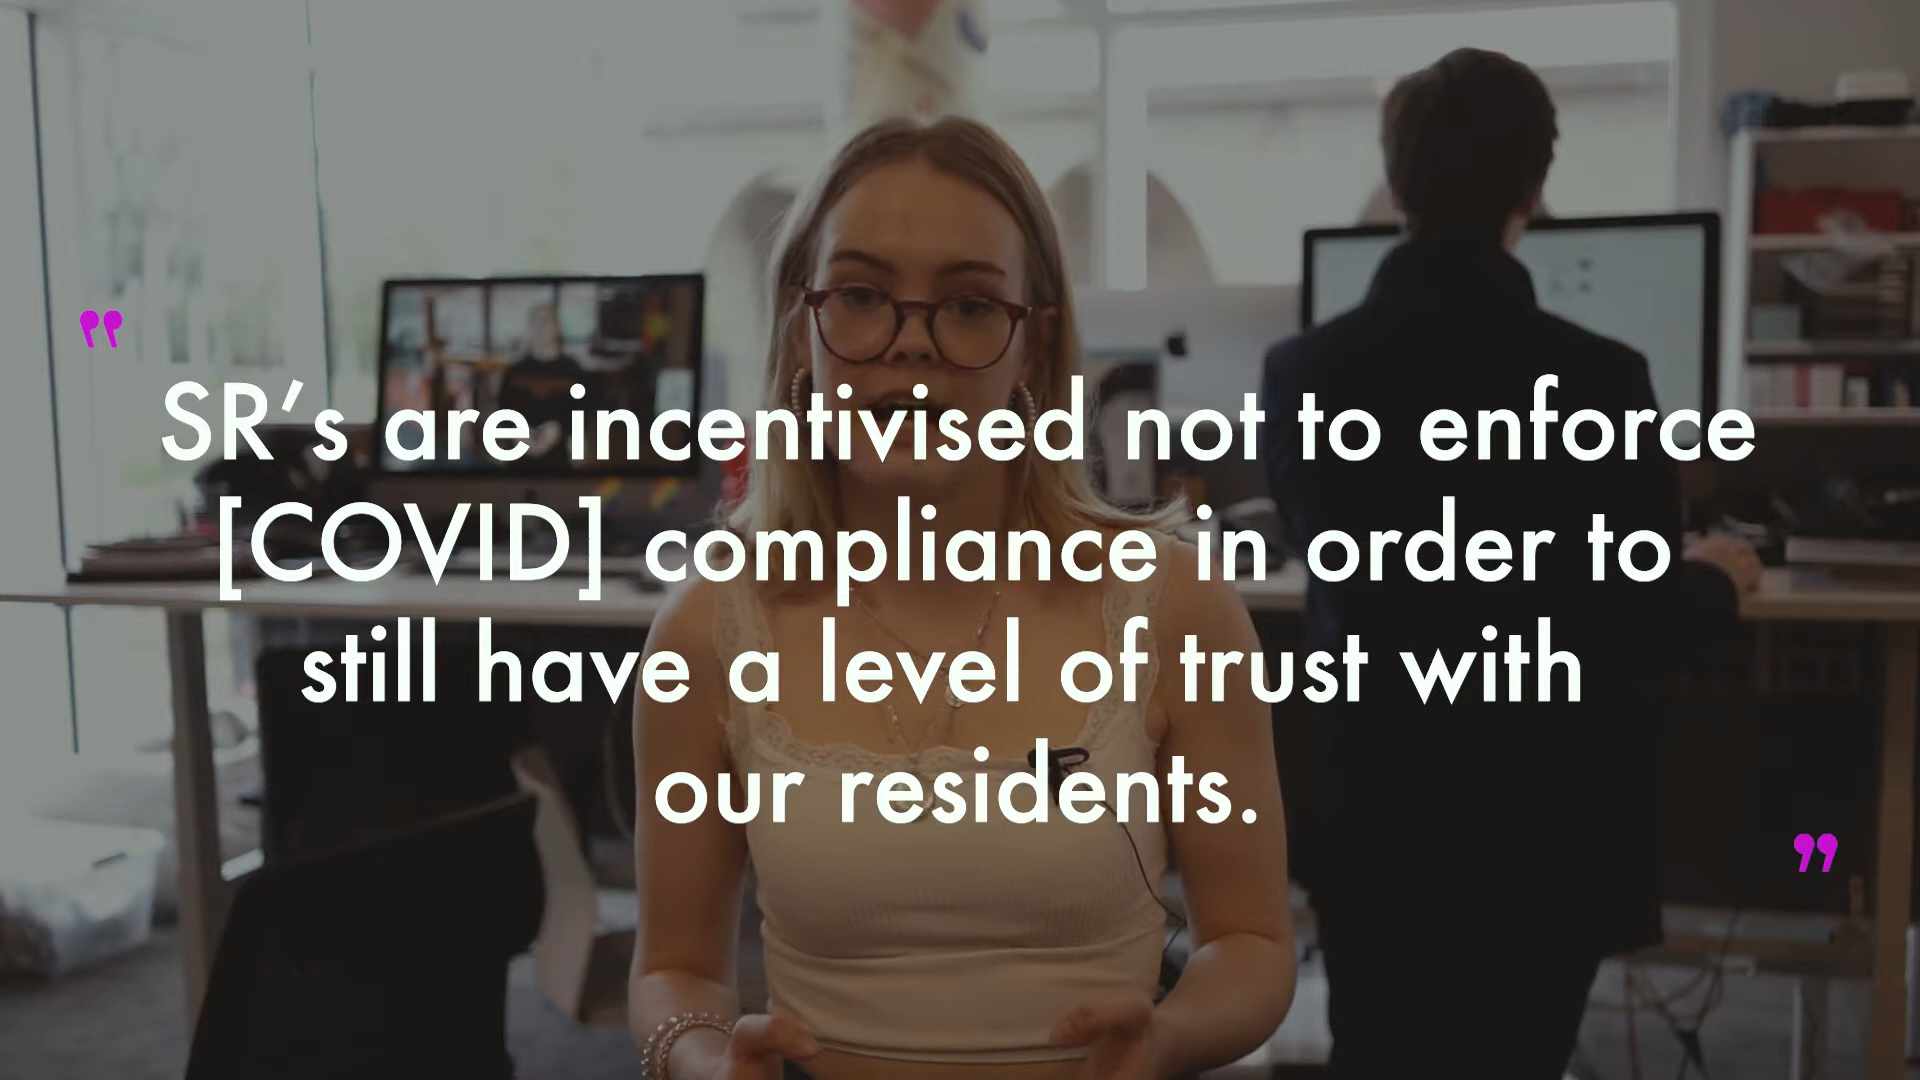 ”
SR’s are incentivised not to enforce
[COVID] compliance in order to
still have a level of trust with
our residents.
”